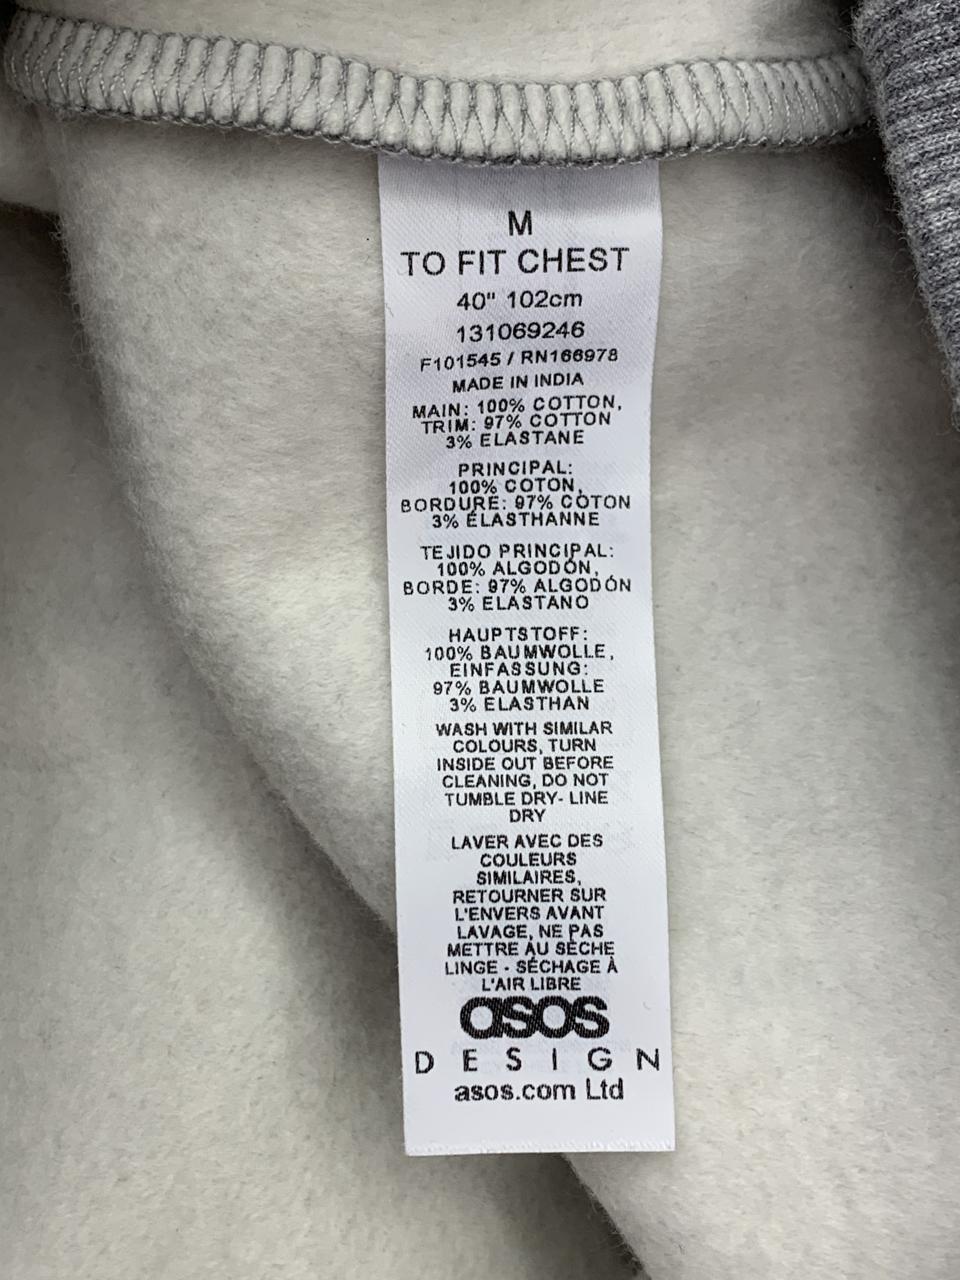 M
TO FIT CHEST
40" 102cm
131069246
F101545 / RN166978
MADE IN INDIA
MAIN: 100% COTTON,
TRIM: 97% COTTON
3% ELASTANE
PRINCIPAL:
100% COTON,
BORDURE: 97% COTON
3% ÉLASTHANNE
TEJIDO PRINCIPAL:
100% ALGODÓN,
BORDE: 97% ALGODÓN
3% ELASTANO
HAUPTSTOFF:
100% BAUMWOLLE,
EINFASSUNG:
97% BAUMWOLLE
3% ELASTHAN
WASH WITH SIMILAR
COLOURS, TURN
INSIDE OUT BEFORE
CLEANING, DO NOT
TUMBLE DRY- LINE
DRY
LAVER AVEC DES
COULEURS
SIMILAIRES,
RETOURNER SUR
L'ENVERS AVANT
LAVAGE, NE PAS
METTRE AU SÈCHE
LINGE - SÉCHAGE À
L'AIR LIBRE
asos
DESIGN
asos.com Ltd